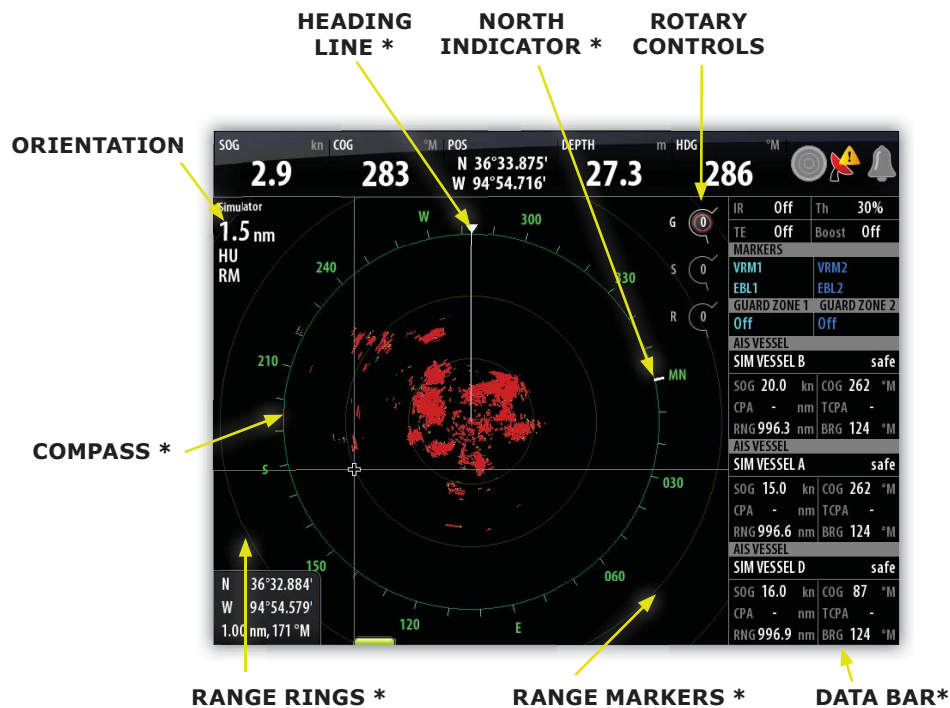 HEADING
LINE *
NORTH
INDICATOR *
ROTARY
CONTROLS
ORIENTATION
SOG kn COG °M POS DEPTH m HDG °M
2.9 283 N 36°33.875' 27.3 286
W 94°54.716'
Simulator
1.5 nm
HU
RM
W
300
240
330
210
MN
S
030
150
060
120
E
G 0
S 0
R 0
IR Off Th 30%
TE Off Boost Off
MARKERS
VRM1 VRM2
EBL1 EBL2
GUARD ZONE 1 GUARD ZONE 2
Off Off
AIS VESSEL
SIM VESSEL B safe
SOG 20.0 kn COG 262 °M
CPA - nm TCPA -
RNG 996.3 nm BRG 124 °M
AIS VESSEL
SIM VESSEL A safe
SOG 15.0 kn COG 262 °M
CPA - nm TCPA -
RNG 996.6 nm BRG 124 °M
AIS VESSEL
SIM VESSEL D safe
SOG 16.0 kn COG 87 °M
CPA - nm TCPA -
RNG 996.9 nm BRG 124 °M
COMPASS *
N 36°32.884'
W 94°54.579'
1.00 nm, 171 °M
RANGE RINGS *
RANGE MARKERS *
DATA BAR*